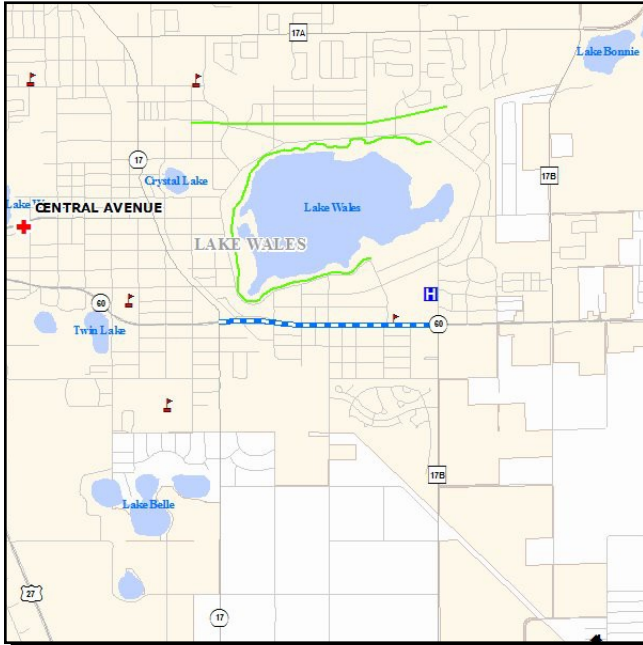 17A
Lake Bonnie
17
17B
Crystal Lake
Lake W
CENTRAL AVENUE
Lake Wales
LAKE WALES
H
60
60
Twin Lake
17B
Lake Belle
27
17